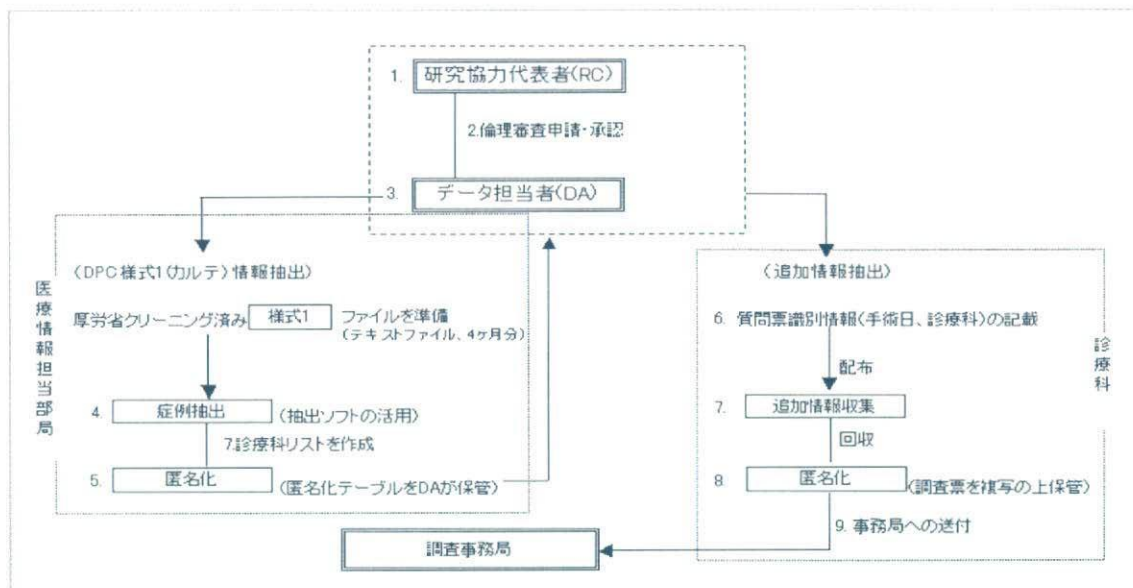 1. 研究協力代表者(RC)
2.倫理審査申請・承認
3. データ担当者(DA)
医療情報担当部局
〈DPC様式1(カルテ)情報抽出〉
厚労省クリーニング済み 様式1 ファイルを準備
(テキストファイル、4ヶ月分)
4. 症例抽出 (抽出ソフトの活用)
7.診療科リストを作成
5. 匿名化 (匿名化テーブルをDAが保管)
〈追加情報抽出〉
6. 質問票識別情報(手術日、診療科)の記載
配布
診療科
7. 追加情報収集
回収
8. 匿名化 (調査票を複写の上保管)
9. 事務局への送付
調査事務局